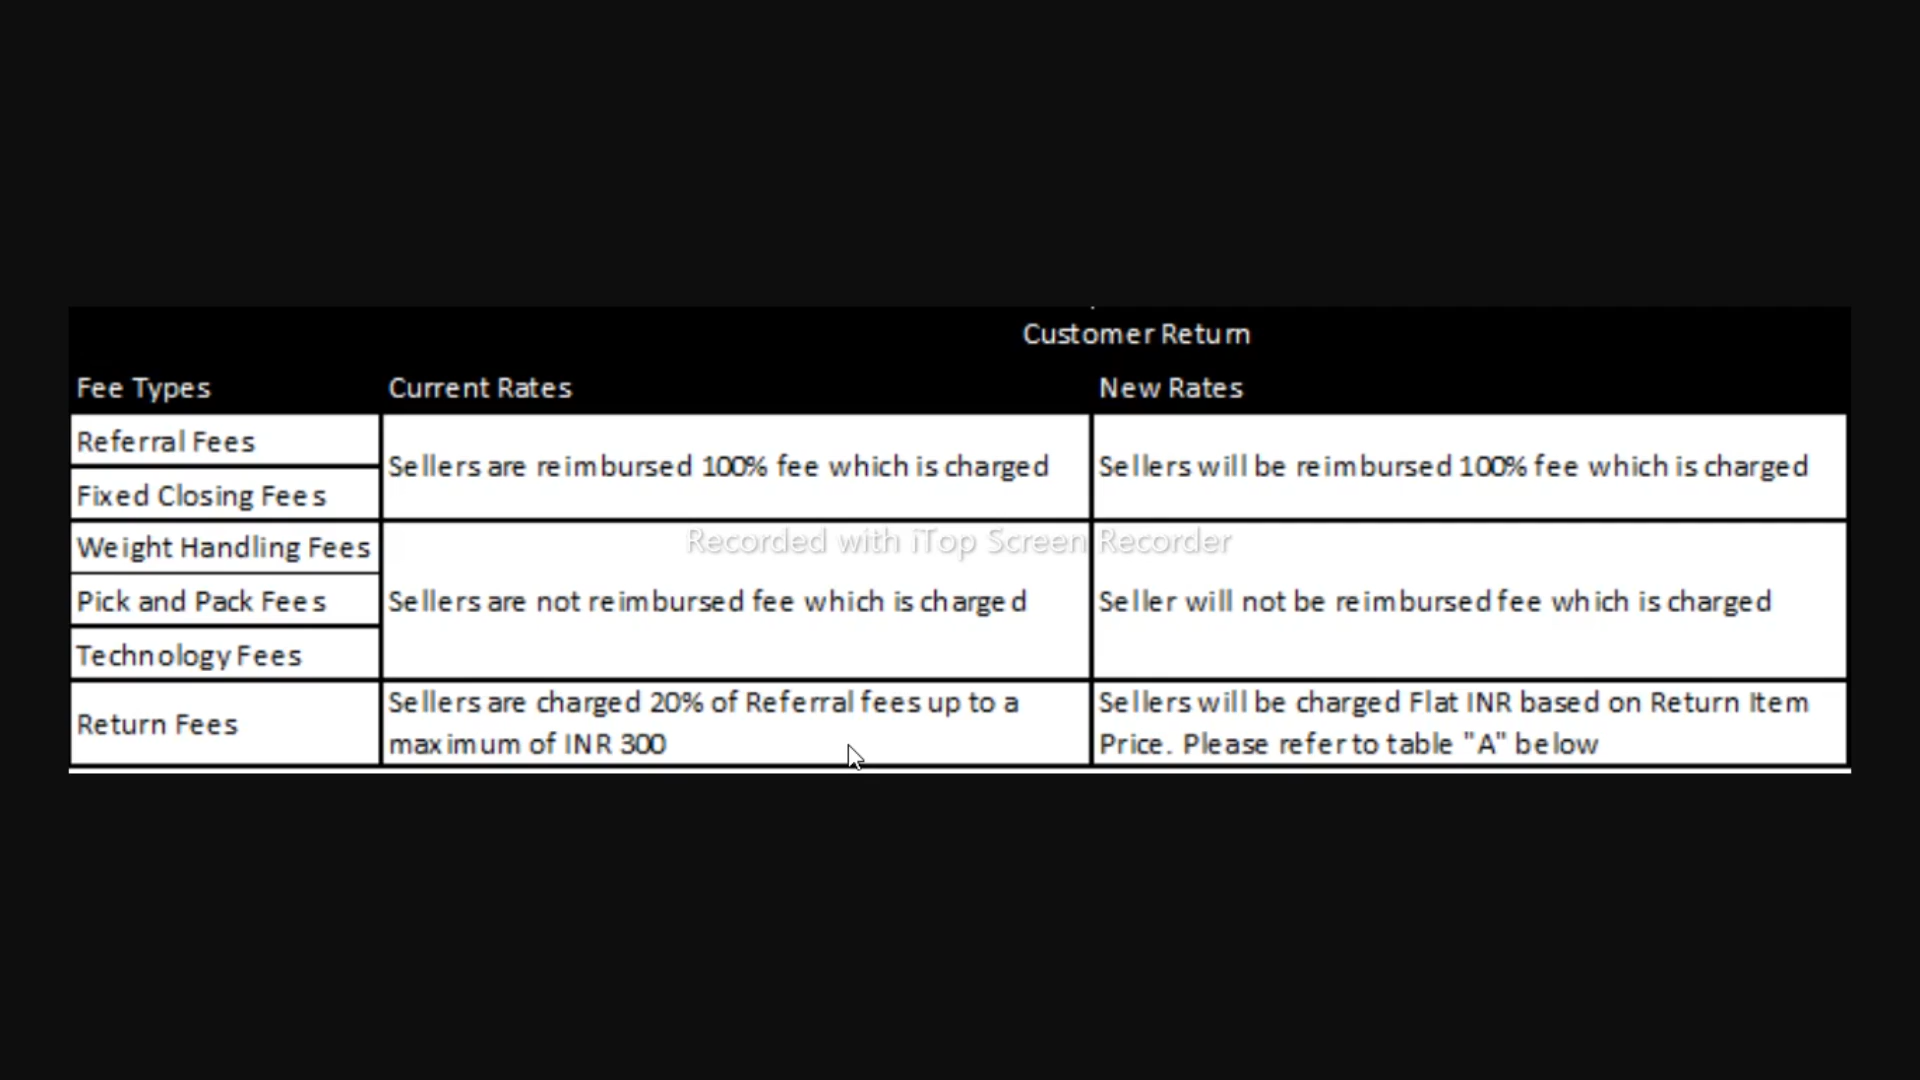 Customer Return
Fee Types
Current Rates
New Rates
Referral Fees
Sellers are reimbursed 100% fee which is charged
Sellers will be reimbursed 100% fee which is charged
Fixed Closing Fees
Recorded with iTop Screen Recorder
Weight Handling Fees
Pick and Pack Fees
Sellers are not reimbursed fee which is charged
Seller will not be reimbursed fee which is charged
Technology Fees
Return Fees
Sellers are charged 20% of Referral fees up to a
maximum of INR 300
Sellers will be charged Flat INR based on Return Item
Price. Please refer to table "A" below